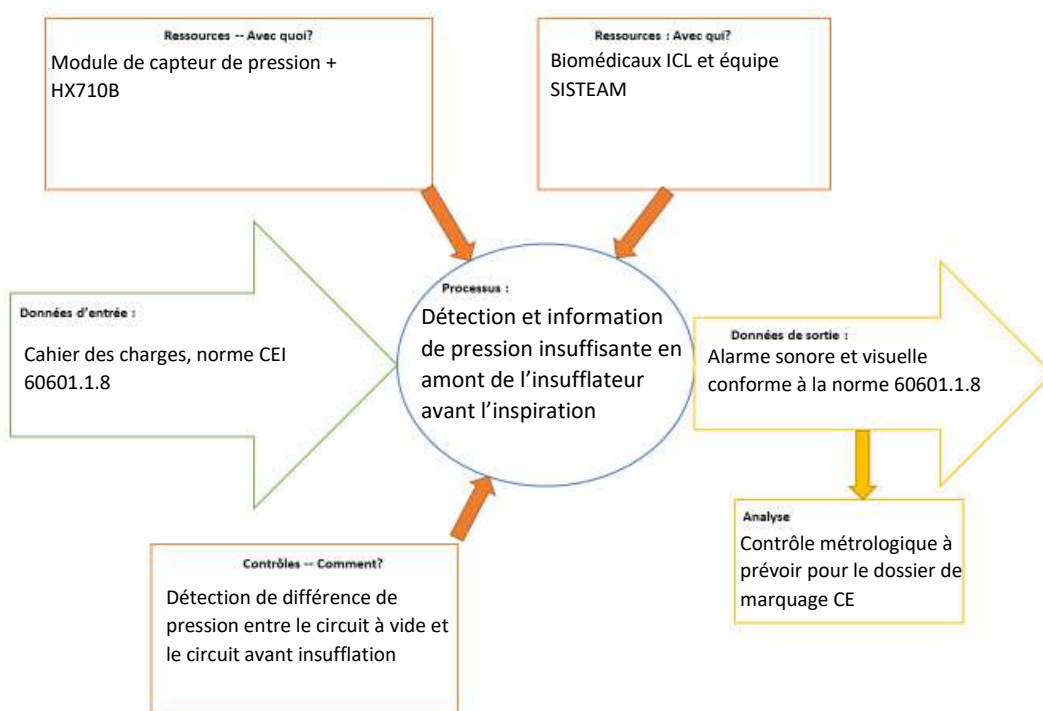 Ressources -- Avec quoi?
Module de capteur de pression +
HX710B
Ressources : Avec qui?
Biomédicaux ICL et équipe
SISTEAM
Données d'entrée :
Cahier des charges, norme CEI
60601.1.8
Processus :
Détection et information
de pression insuffisante en
amont de l'insufflateur
avant l'inspiration
Données de sortie :
Alarme sonore et visuelle
conforme à la norme 60601.1.8
Contrôles -- Comment?
Détection de différence de
pression entre le circuit à vide et
le circuit avant insufflation
Analyse
Contrôle métrologique à
prévoir pour le dossier de
marquage CE